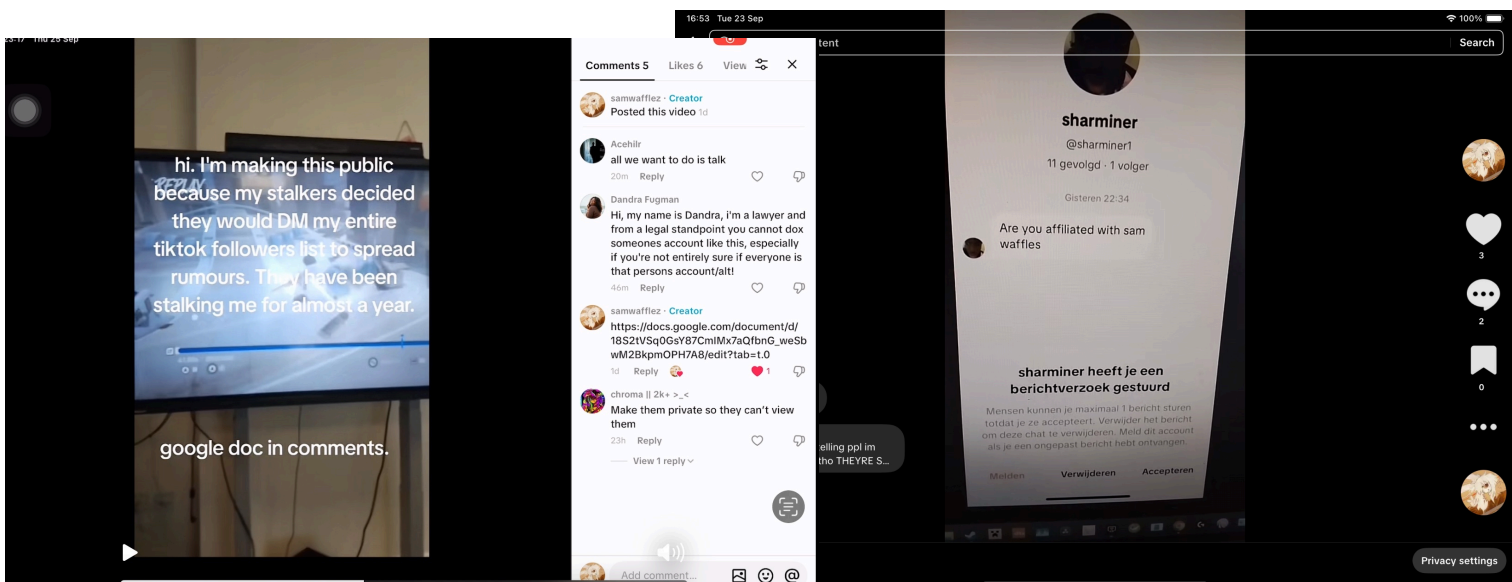 23:17 Thu 25 Sep
REPLAY
hi. I'm making this public
because my stalkers decided
they would DM my entire
tiktok followers list to spread
rumours. They have been
stalking me for almost a year.
google doc in comments.
Comments 5 Likes 6 View
samwafflez · Creator
Posted this video 1d
Acehilr
all we want to do is talk
20m Reply
Dandra Fugman
Hi, my name is Dandra, i'm a lawyer and
from a legal standpoint you cannot dox
someones account like this, especially
if you're not entirely sure if everyone is
that persons account/alt!
46m Reply
samwafflez · Creator
https://docs.google.com/document/d/
18S2tVSq0GsY87CmlMx7aQfbnG_weSb
wM2BkpmOPH7A8/edit?tab=t.0
1d Reply 1
chroma || 2k+ >_<
Make them private so they can't view
them
23h Reply
View 1 reply
Add comment...
16:53 Tue 23 Sep
100%
tent
Search
sharminer
@sharminer1
11 gevolgd · 1 volger
Gisteren 22:34
Are you affiliated with sam
waffles
sharminer heeft je een
berichtverzoek gestuurd
Mensen kunnen je maximaal 1 bericht sturen
totdat je ze accepteert. Verwijder het bericht
om deze chat te verwijderen. Meld dit account
als je een ongepast bericht hebt ontvangen.
Melden Verwijderen Accepteren
elling ppl im
tho THEYRE S...
3
2
0
Privacy settings